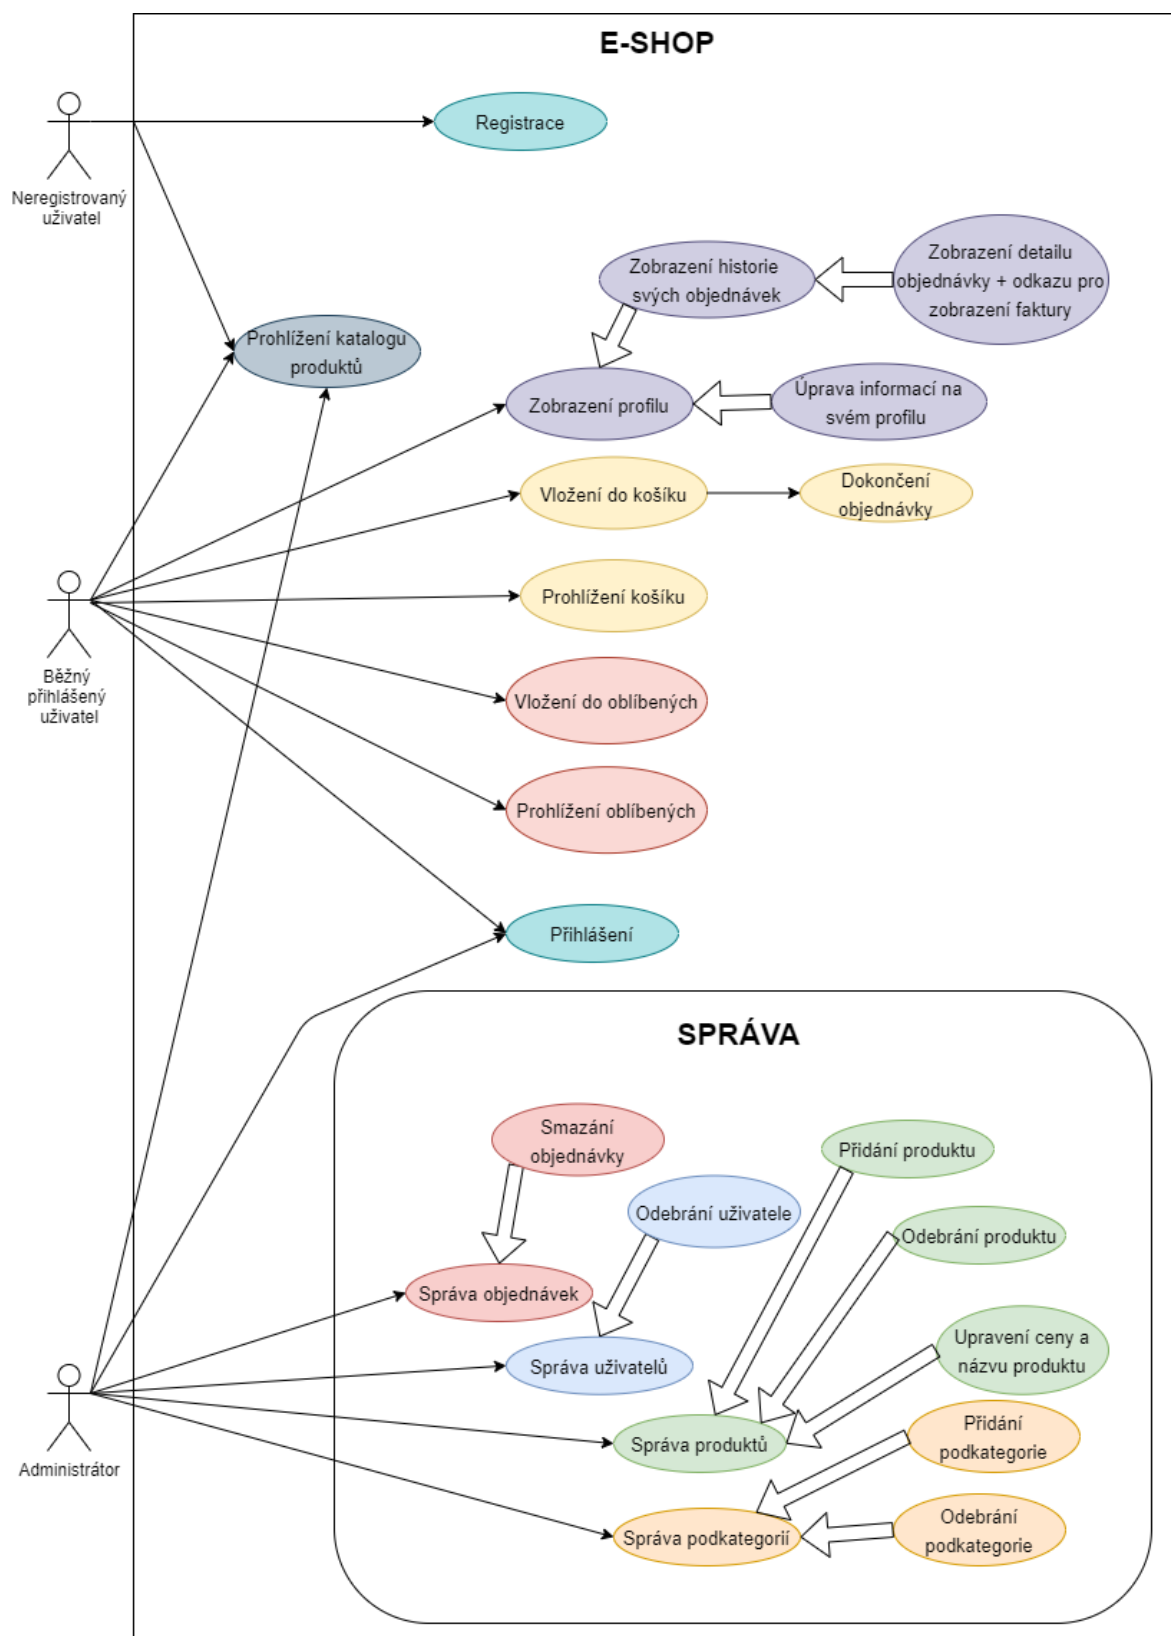 E-SHOP
Registrace
Neregistrovaný
uživatel
Zobrazení detailu
objednávky + odkazu pro
zobrazení faktury
Zobrazení historie
svých objednávek
Prohlížení katalogu
produktů
Zobrazení profilu
Úprava informací na
svém profilu
Vložení do košíku
Dokončení
objednávky
Prohlížení košíku
Běžný
přihlášený
uživatel
Vložení do oblíbených
Prohlížení oblíbených
Přihlášení
SPRÁVA
Smazání
objednávky
Přidání produktu
Odebrání uživatele
Odebrání produktu
Správa objednávek
Upravení ceny a
názvu produktu
Správa uživatelů
Správa produktů
Přidání
podkategorie
Administrátor
Správa podkategorií
Odebrání
podkategorie